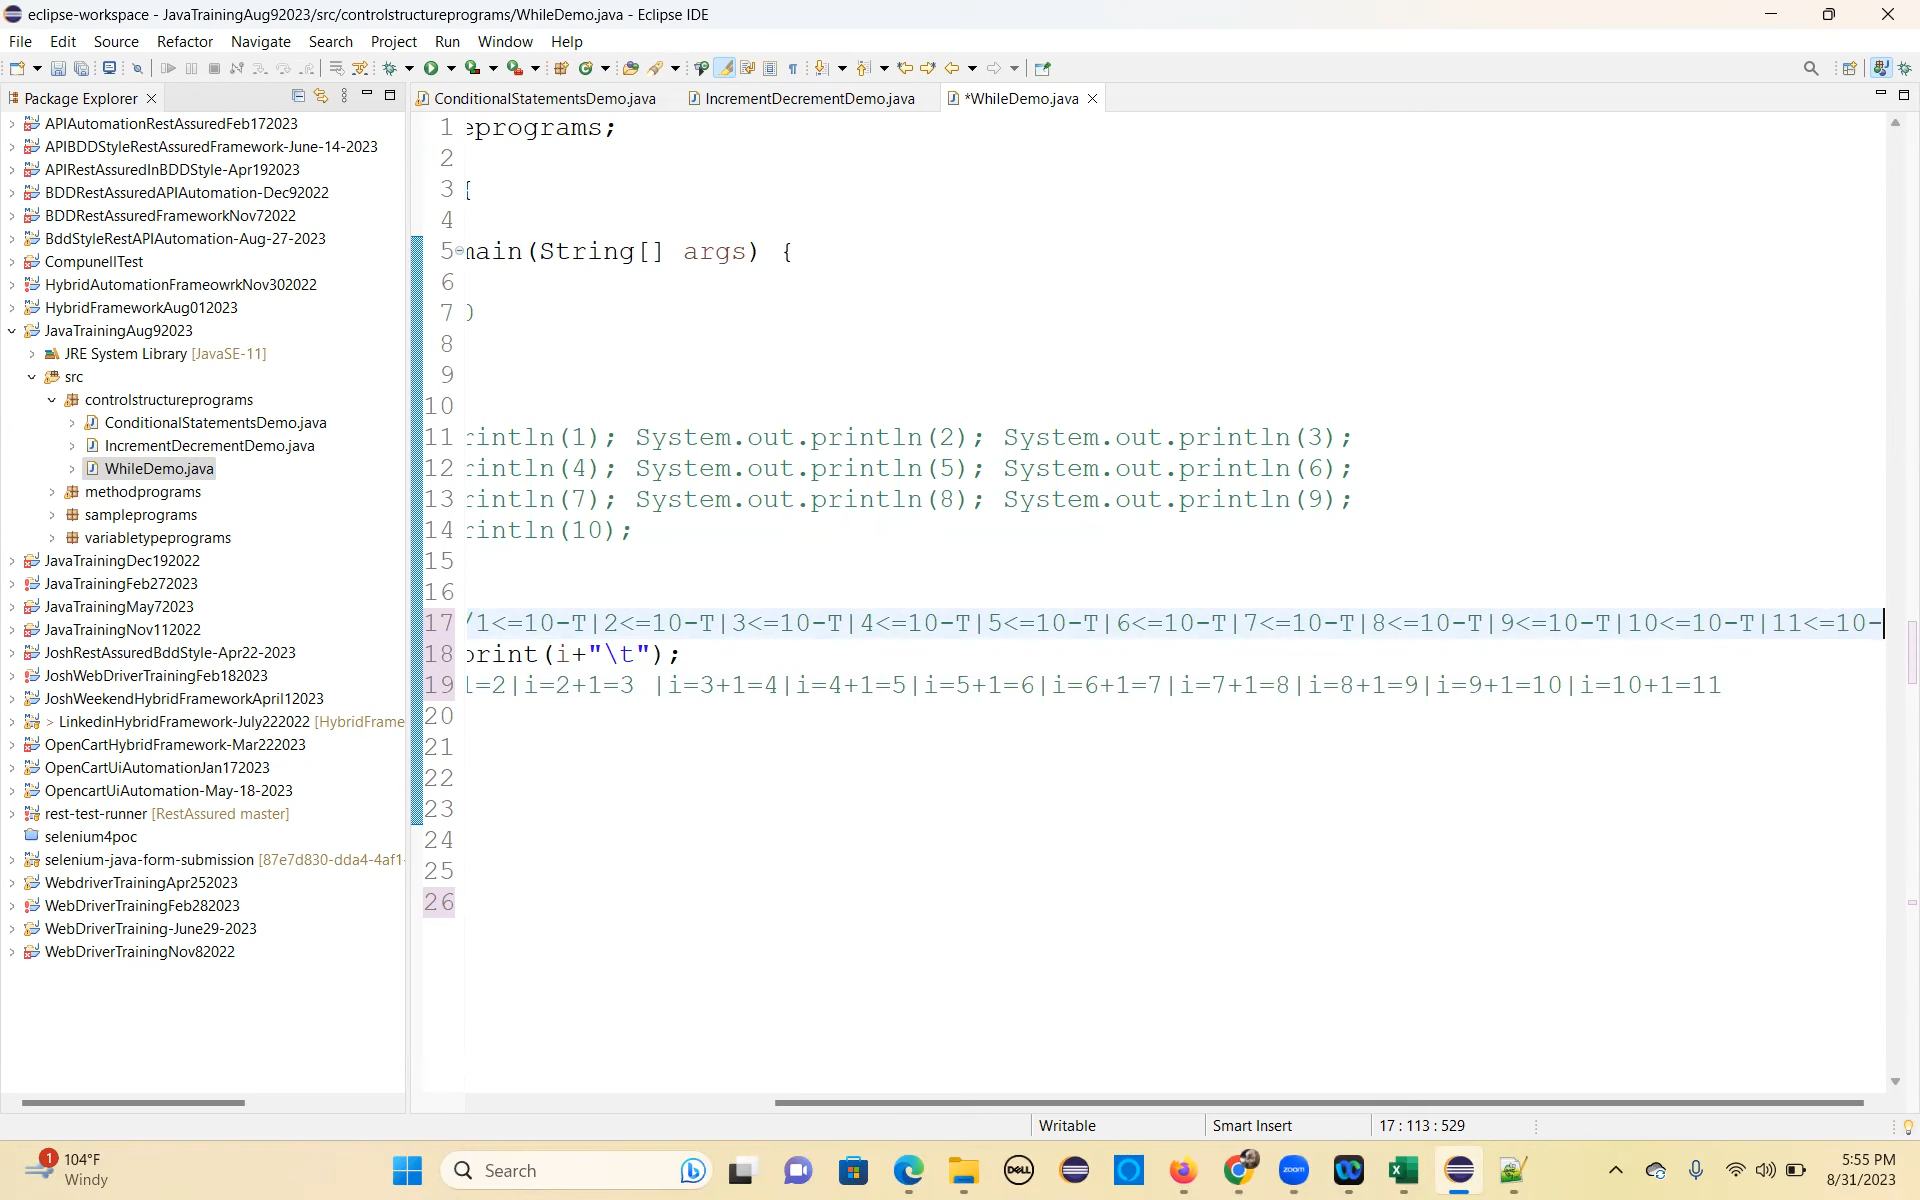 eclipse-workspace - JavaTrainingAug92023/src/controlstructureprograms/WhileDemo.java - Eclipse IDE
File Edit Source Refactor Navigate Search Project Run Window Help
Package Explorer
ConditionalStatementsDemo.java IncrementDecrementDemo.java *WhileDemo.java
APIAutomationRestAssuredFeb172023
APIBDDStyleRestAssuredFramework-June-14-2023
APIRestAssuredInBDDStyle-Apr192023
BDDRestAssuredAPIAutomation-Dec92022
BDDRestAssuredFrameworkNov72022
BddStyleRestAPIAutomation-Aug-27-2023
CompunellTest
HybridAutomationFrameowrkNov302022
HybridFrameworkAug012023
JavaTrainingAug92023
JRE System Library [JavaSE-11]
src
controlstructureprograms
ConditionalStatementsDemo.java
IncrementDecrementDemo.java
WhileDemo.java
methodprograms
sampleprograms
variabletypeprograms
JavaTrainingDec192022
JavaTrainingFeb272023
JavaTrainingMay72023
JavaTrainingNov112022
JoshRestAssuredBddStyle-Apr22-2023
JoshWebDriverTrainingFeb182023
JoshWeekendHybridFrameworkApril12023
> LinkedinHybridFramework-July222022 [HybridFrame
OpenCartHybridFramework-Mar222023
OpenCartUiAutomationJan172023
OpencartUiAutomation-May-18-2023
rest-test-runner [RestAssured master]
selenium4poc
selenium-java-form-submission [87e7d830-dda4-4af1-
WebdriverTrainingApr252023
WebDriverTrainingFeb282023
WebDriverTraining-June29-2023
WebDriverTrainingNov82022
1 eprograms;
2
3 {
4
5 main(String[] args) {
6
7 )
8
9
10
11 rintln(1); System.out.println(2); System.out.println(3);
12 rintln(4); System.out.println(5); System.out.println(6);
13 rintln(7); System.out.println(8); System.out.println(9);
14 rintln(10);
15
16
17 /1<=10-T|2<=10-T|3<=10-T|4<=10-T|5<=10-T|6<=10-T|7<=10-T|8<=10-T|9<=10-T|10<=10-T|11<=10-
18 print(i+"\t");
19 1=2|i=2+1=3 |i=3+1=4|i=4+1=5|i=5+1=6|i=6+1=7|i=7+1=8|i=8+1=9|i=9+1=10|i=10+1=11
20
21
22
23
24
25
26
Writable Smart Insert 17 : 113 : 529
1 104°F
Windy
Search
DELL
zoom
5:55 PM
8/31/2023